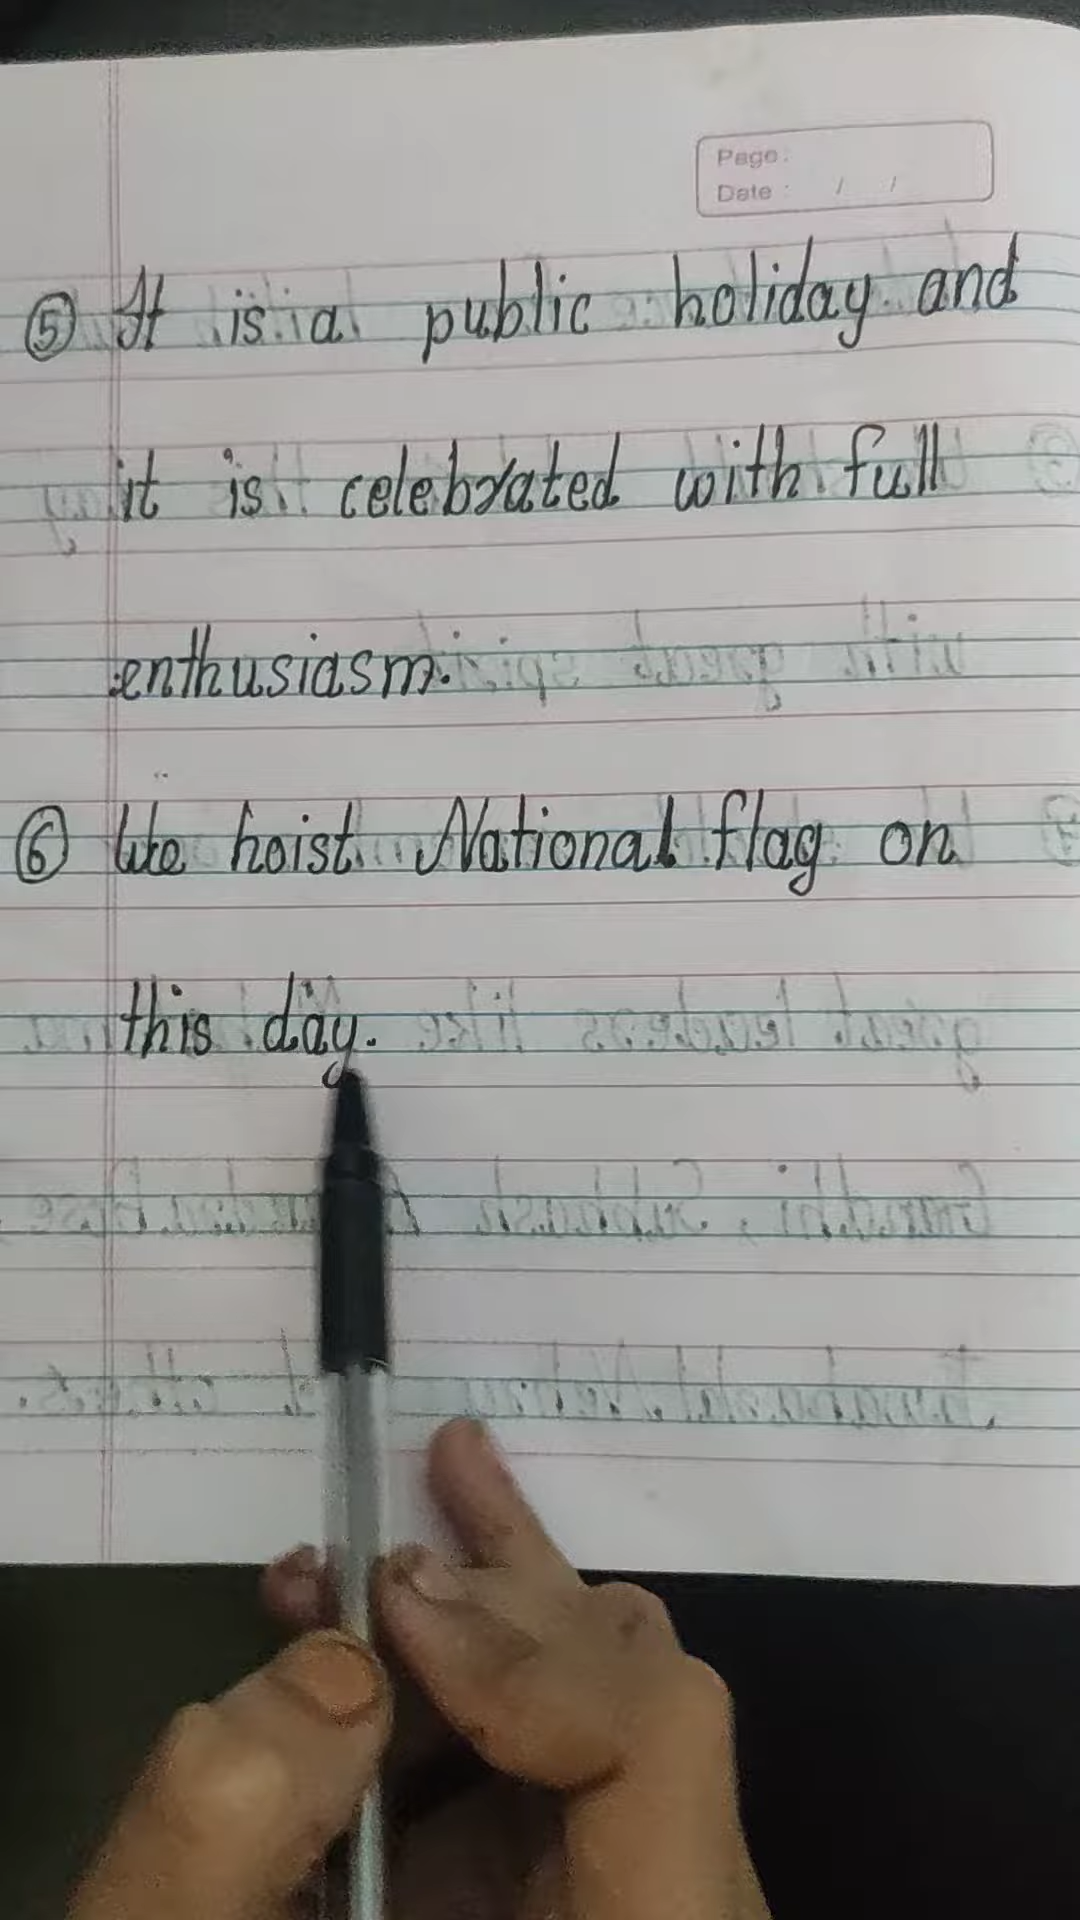 Page :
Date : / /
⑤ It is a public holiday and
it is celebrated with full
enthusiasm.
⑥ We hoist National flag on
this day.